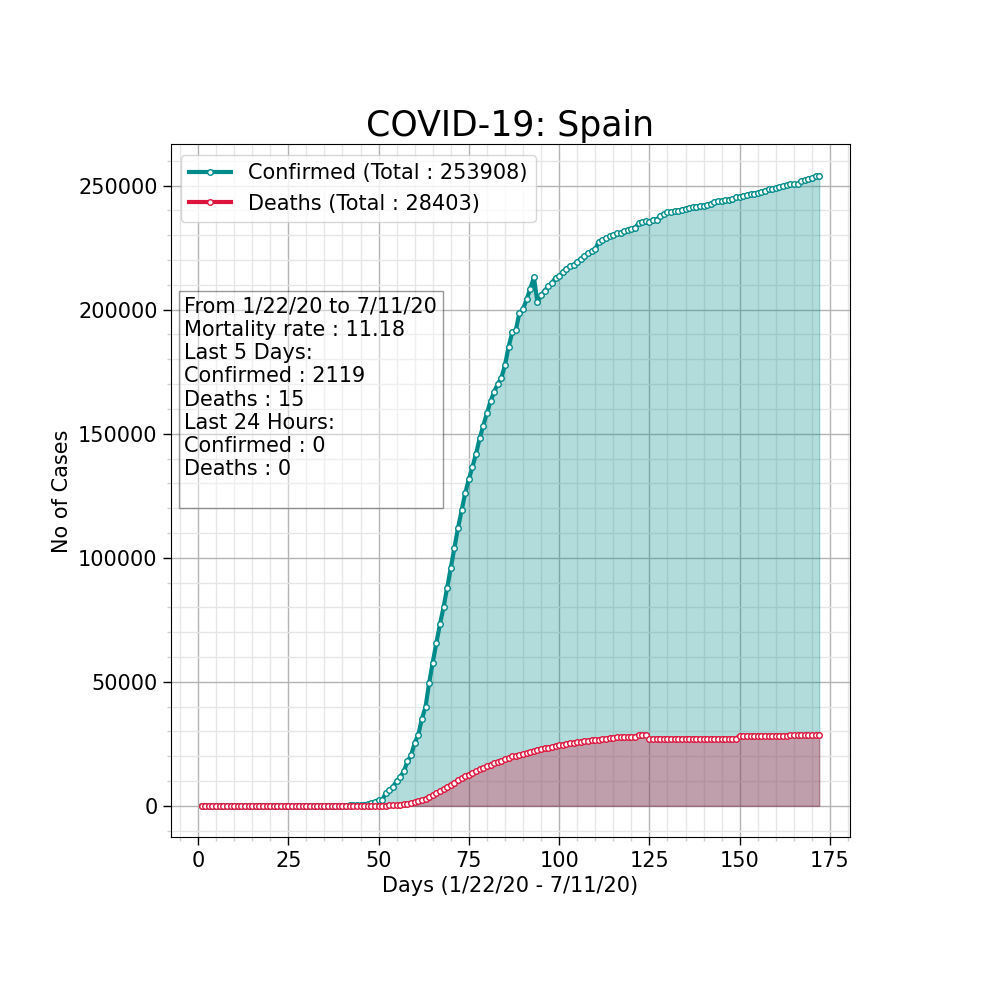 COVID-19: Spain
Confirmed (Total : 253908)
Deaths (Total : 28403)
From 1/22/20 to 7/11/20
Mortality rate : 11.18
Last 5 Days:
Confirmed : 2119
Deaths : 15
Last 24 Hours:
Confirmed : 0
Deaths : 0
No of Cases
250000
200000
150000
100000
50000
0
0 25 50 75 100 125 150 175
Days (1/22/20 - 7/11/20)